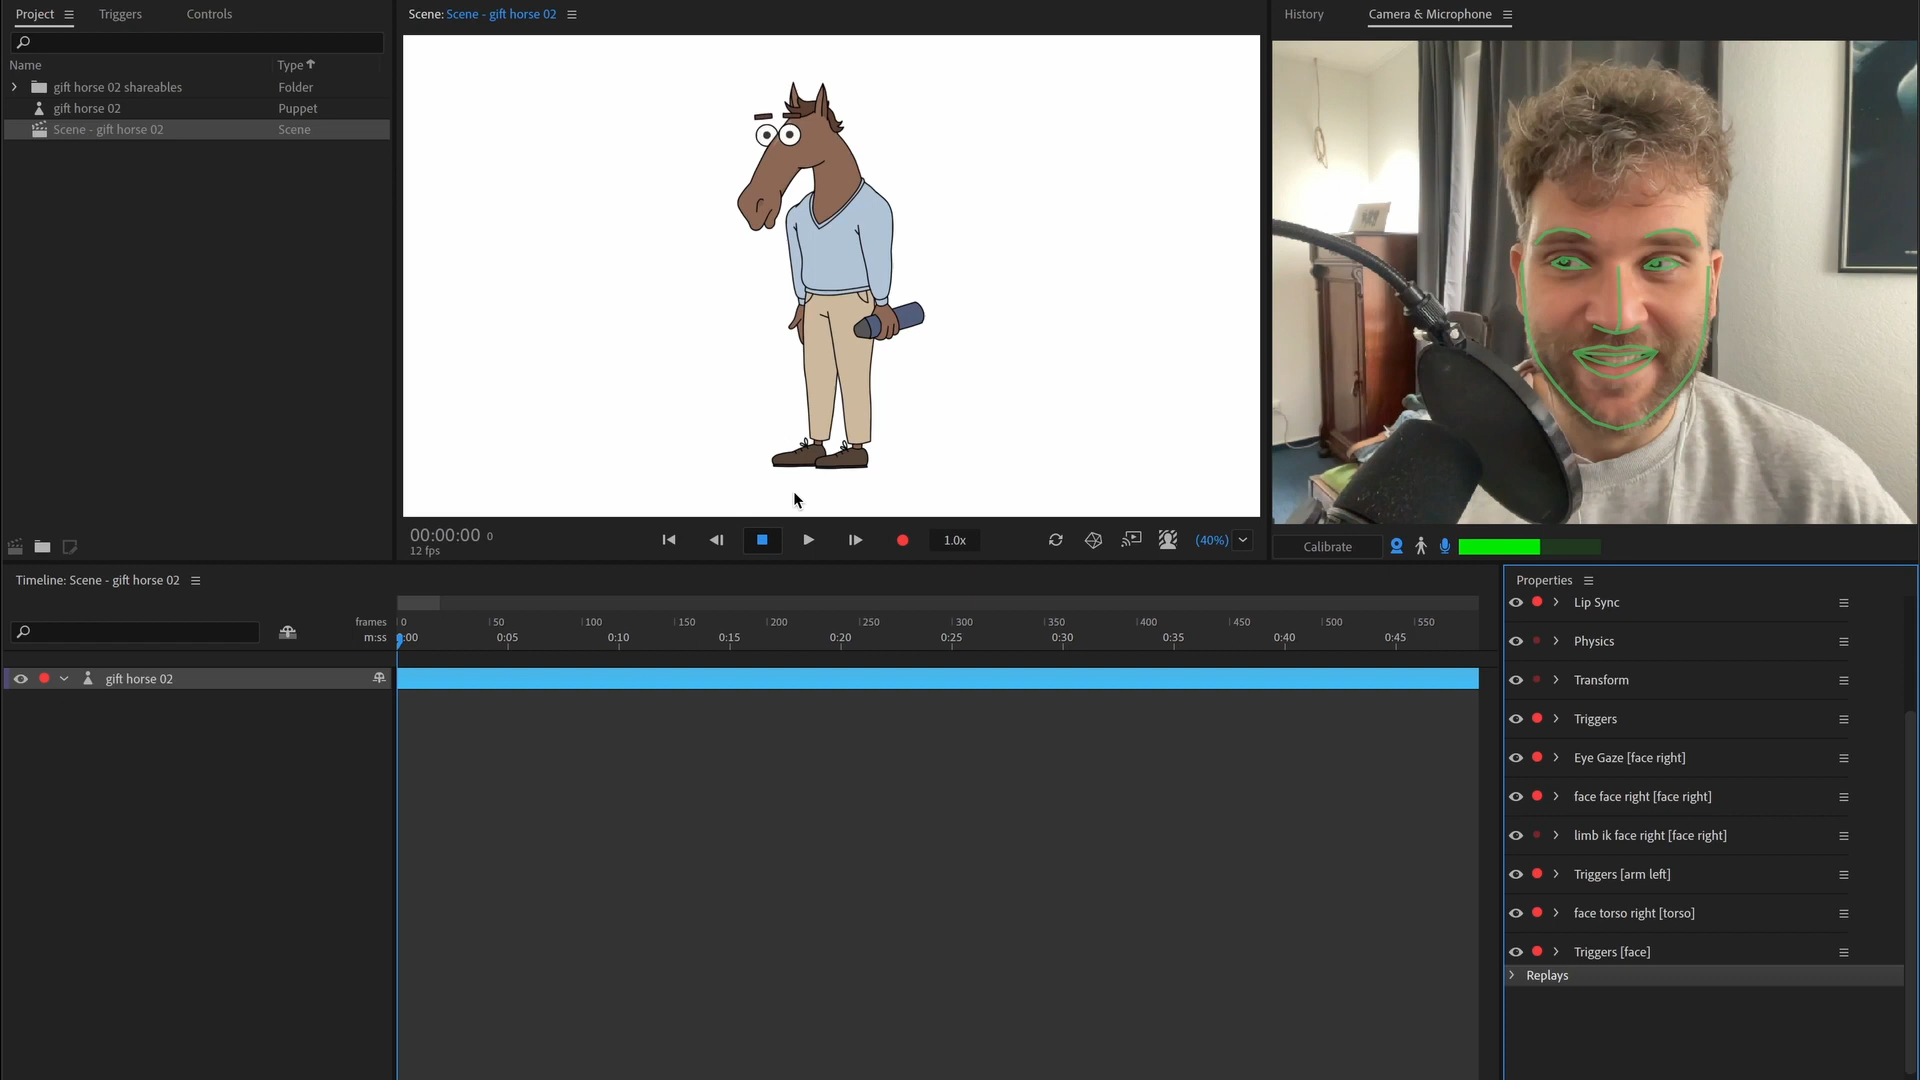 Project
Triggers
Controls
Scene: Scene - gift horse 02
History
Camera & Microphone
Name
Type
gift horse 02 shareables
Folder
gift horse 02
Puppet
Scene - gift horse 02
Scene
00:00:00 0
12 fps
1.0x
(40%)
Calibrate
Timeline: Scene - gift horse 02
frames
0 50 100 150 200 250 300 350 400 450 500 550
m:ss
:00 0:05 0:10 0:15 0:20 0:25 0:30 0:35 0:40 0:45
gift horse 02
Properties
Lip Sync
Physics
Transform
Triggers
Eye Gaze [face right]
face face right [face right]
limb ik face right [face right]
Triggers [arm left]
face torso right [torso]
Triggers [face]
Replays